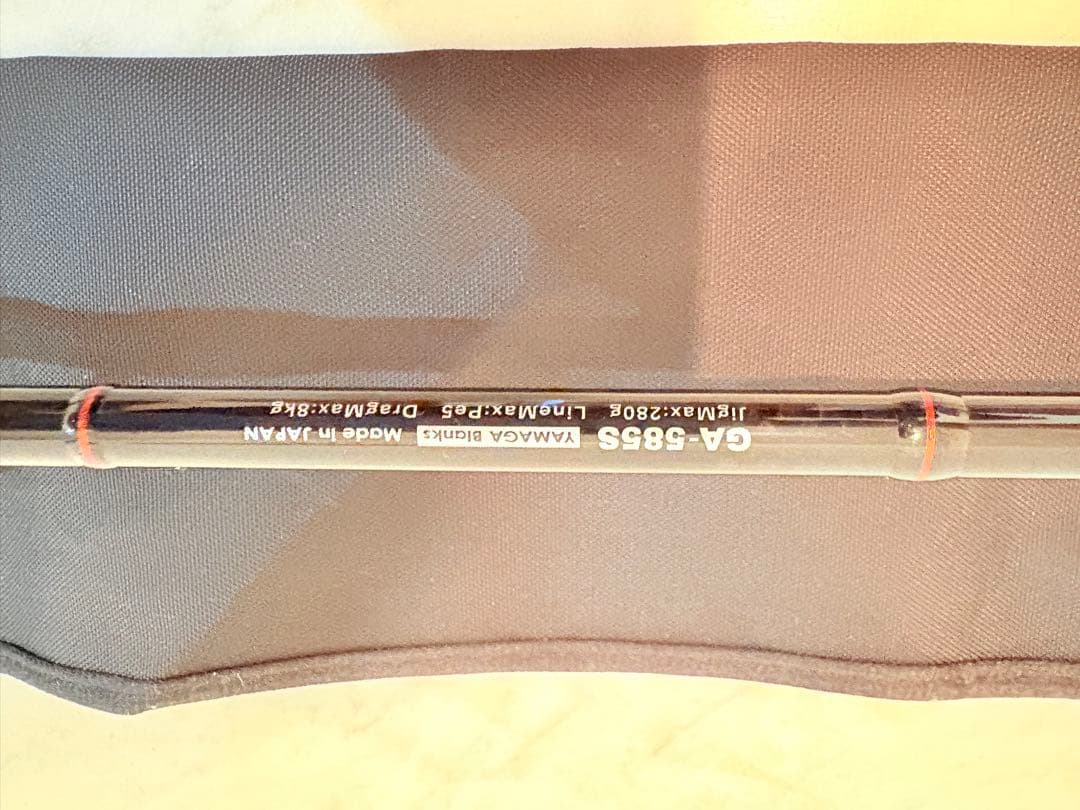 GA-585S YAMAGA Blanks Made in JAPAN
JigMax:280g LineMax:Pe5 DragMax:8kg